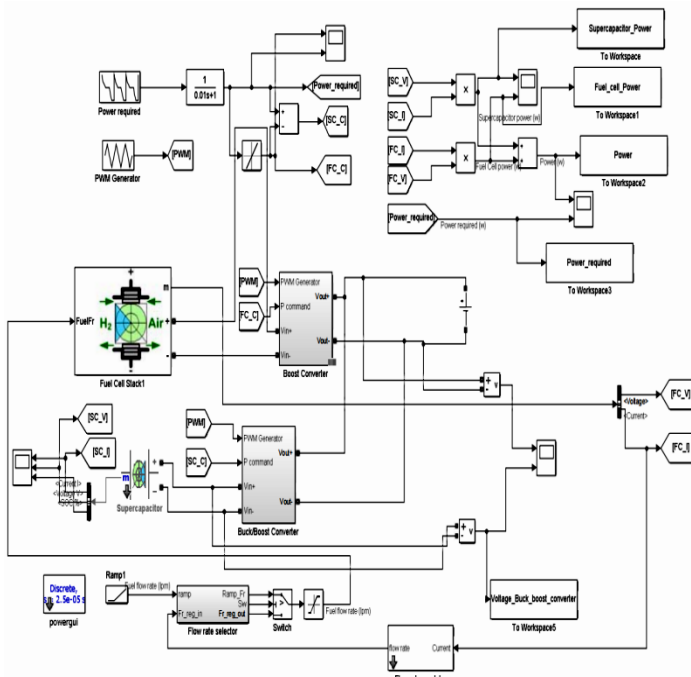 Supercapacitor_Power
To Workspace
[SC_V]
[SC_I]
×
Supercapacitor power (w)
Fuel_cell_Power
To Workspace1
[FC_I]
[FC_V]
×
Fuel Cell power
Power (w)
Power
To Workspace2
[Power_required]
Power required (w)
Power_required
To Workspace3
Power required
1
0.01s+1
[Power_required]
[SC_C]
[FC_C]
PWM Generator
[PWM]
FuelFr
H2
Air
m
+
-
Fuel Cell Stack1
[PWM]
[FC_C]
PWM Generator
P command
Vin+
Vin-
Vout+
Vout-
Boost Converter
<Voltage>
<Current>
[FC_V]
[FC_I]
[SC_V]
[SC_I]
m
+
-
Supercapacitor
[PWM]
[SC_C]
PWM Generator
P command
Vin+
Vin-
Vout+
Vout-
Buck/Boost Converter
+
-
v
+
-
v
Voltage_Buck_boost_converter
To Workspace5
Discrete,
2.5e-05 s
powergui
Ramp1
Fuel flow rate (lpm)
ramp
Fr_reg_in
Ramp_Fr
Sw
Fr_reg_out
Flow rate selector
Switch
Fuel flow rate (lpm)
flow rate
Current